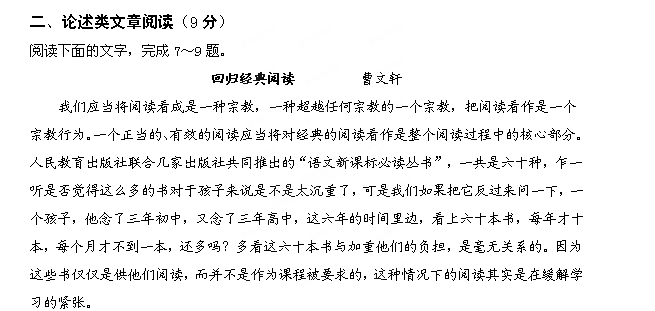 二、论述类文章阅读（9 分）
阅读下面的文字，完成 7～9 题。
回归经典阅读 曹文轩
我们应当将阅读看成是一种宗教，一种超越任何宗教的一个宗教，把阅读看作是一个
宗教行为。一个正当的、有效的阅读应当将对经典的阅读看作是整个阅读过程中的核心部分。
人民教育出版社联合几家出版社共同推出的“语文新课标必读丛书”，一共是六十种，乍一
听是否觉得这么多的书对于孩子来说是不是太沉重了，可是我们如果把它反过来问一下，一
个孩子，他念了三年初中，又念了三年高中，这六年的时间里边，看上六十本书，每年才十
本，每个月才不到一本，还多吗？多看这六十本书与加重他们的负担，是毫无关系的。因为
这些书仅仅是供他们阅读，而并不是作为课程被要求的，这种情况下的阅读其实是在缓解学
习的紧张。